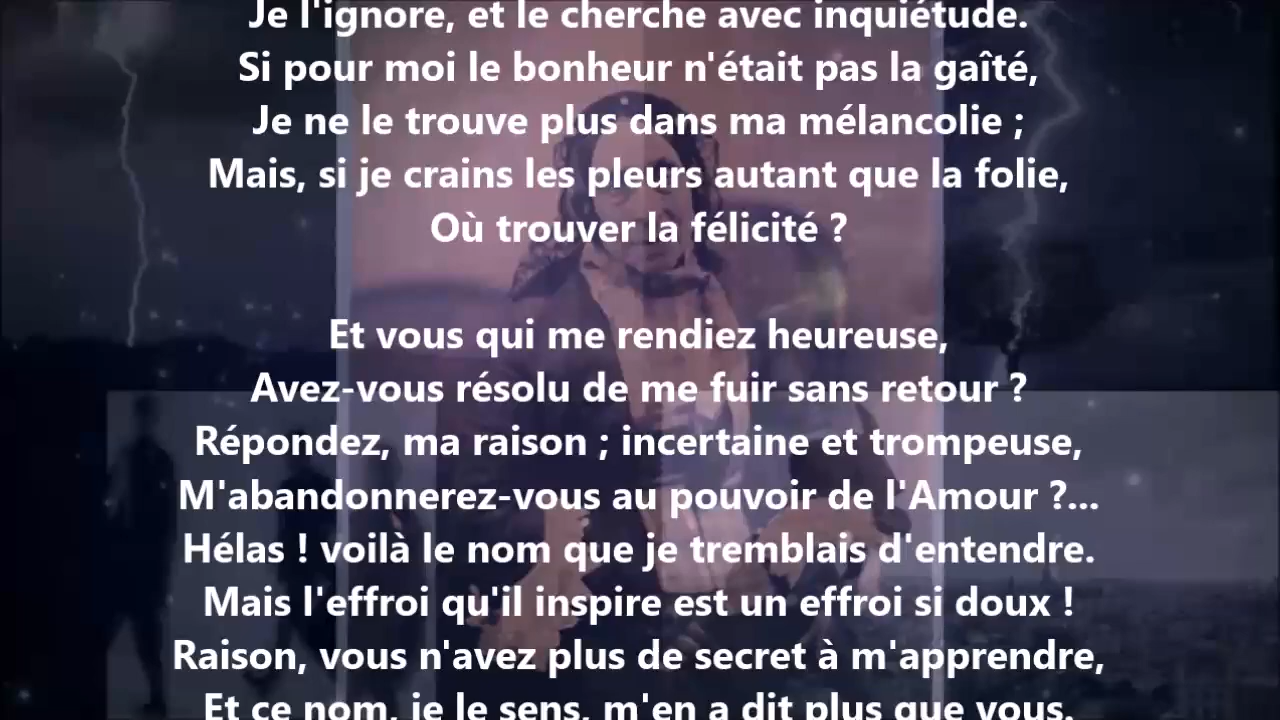 Je l'ignore, et le cherche avec inquiétude.
Si pour moi le bonheur n'était pas la gaîté,
Je ne le trouve plus dans ma mélancolie ;
Mais, si je crains les pleurs autant que la folie,
Où trouver la félicité ?
Et vous qui me rendiez heureuse,
Avez-vous résolu de me fuir sans retour ?
Répondez, ma raison ; incertaine et trompeuse,
M'abandonnerez-vous au pouvoir de l'Amour ?...
Hélas ! voilà le nom que je tremblais d'entendre.
Mais l'effroi qu'il inspire est un effroi si doux !
Raison, vous n'avez plus de secret à m'apprendre,
Et ce nom, je le sens, m'en a dit plus que vous.